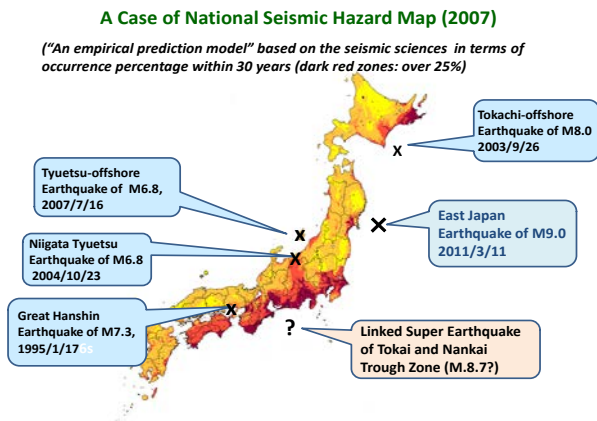 A Case of National Seismic Hazard Map (2007)
(“An empirical prediction model” based on the seismic sciences in terms of
occurrence percentage within 30 years (dark red zones: over 25%)
Tokachi-offshore
Earthquake of M8.0
2003/9/26
X
Tyuetsu-offshore
Earthquake of M6.8,
2007/7/16
X
East Japan
Earthquake of M9.0
2011/3/11
X
Niigata Tyuetsu
Earthquake of M6.8
2004/10/23
X
Great Hanshin
Earthquake of M7.3,
1995/1/17
X
?
Linked Super Earthquake
of Tokai and Nankai
Trough Zone (M.8.7?)